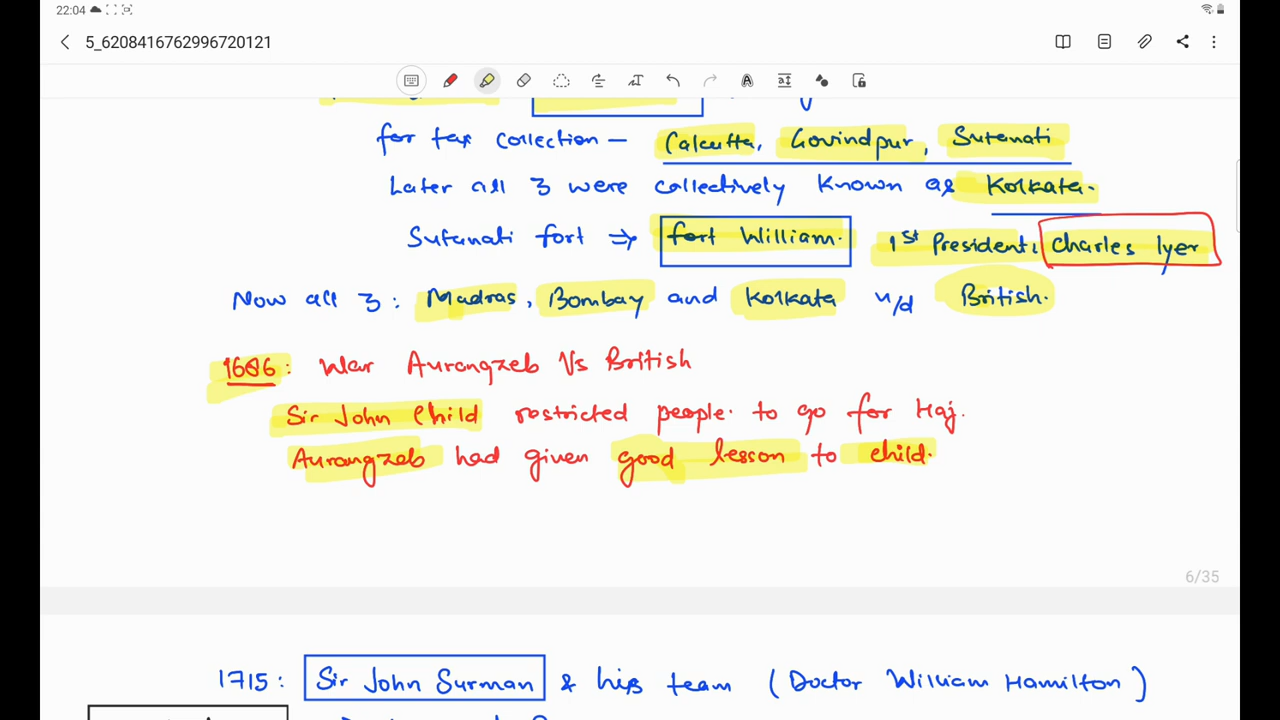 22:04
5_6208416762996720121
for tax collection – Calcutta, Govindpur, Sutanati
Later all 3 were collectively known as Kolkata.
Sutanati fort ⇒ fort William. 1st President: Charles Iyer
Now all 3: Madras, Bombay and Kolkata u/d British.
1686: War Aurangzeb Vs British
Sir John Child restricted people to go for Haj.
Aurangzeb had given good lesson to child.
6/35
1715: Sir John Surman & his team (Doctor William Hamilton)